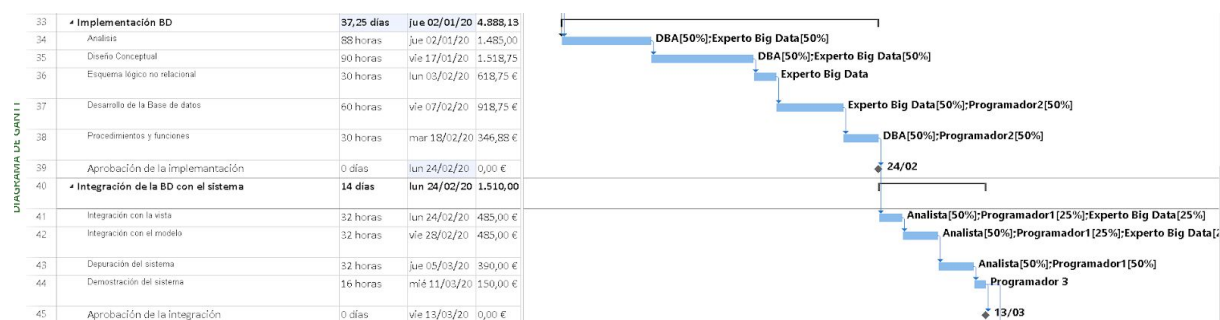 DIAGRAMA DE GANTT
33 Implementación BD 37,25 días jue 02/01/20 4.888,13
34 Análisis 88 horas jue 02/01/20 1.485,00 DBA[50%];Experto Big Data[50%]
35 Diseño Conceptual 90 horas vie 17/01/20 1.518,75 DBA[50%];Experto Big Data[50%]
36 Esquema lógico no relacional 30 horas lun 03/02/20 618,75 € Experto Big Data
37 Desarrollo de la Base de datos 60 horas vie 07/02/20 918,75 € Experto Big Data[50%];Programador2[50%]
38 Procedimientos y funciones 30 horas mar 18/02/20 346,88 € DBA[50%];Programador2[50%]
39 Aprobación de la implemantación 0 días lun 24/02/20 0,00 € 24/02
40 Integración de la BD con el sistema 14 días lun 24/02/20 1.510,00
41 Integración con la vista 32 horas lun 24/02/20 485,00 € Analista[50%];Programador1[25%];Experto Big Data[25%]
42 Integración con el modelo 32 horas vie 28/02/20 485,00 € Analista[50%];Programador1[25%];Experto Big Data[2
43 Depuración del sistema 32 horas jue 05/03/20 390,00 € Analista[50%];Programador1[50%]
44 Demostración del sistema 16 horas mié 11/03/20 150,00 € Programador 3
45 Aprobación de la integración 0 días vie 13/03/20 0,00 € 13/03